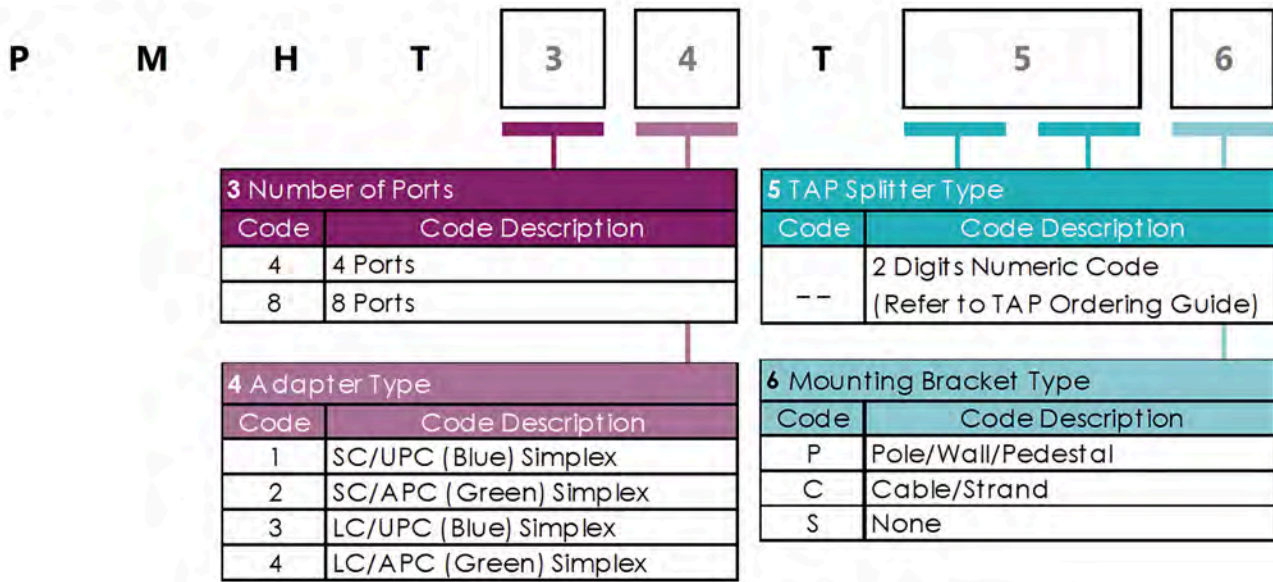 P M H T 3 4 T 5 6
3 Number of Ports
Code Code Description
4 4 Ports
8 8 Ports
4 Adapter Type
Code Code Description
1 SC/UPC (Blue) Simplex
2 SC/APC (Green) Simplex
3 LC/UPC (Blue) Simplex
4 LC/APC (Green) Simplex
5 TAP Splitter Type
Code Code Description
-- 2 Digits Numeric Code
(Refer to TAP Ordering Guide)
6 Mounting Bracket Type
Code Code Description
P Pole/Wall/Pedestal
C Cable/Strand
S None